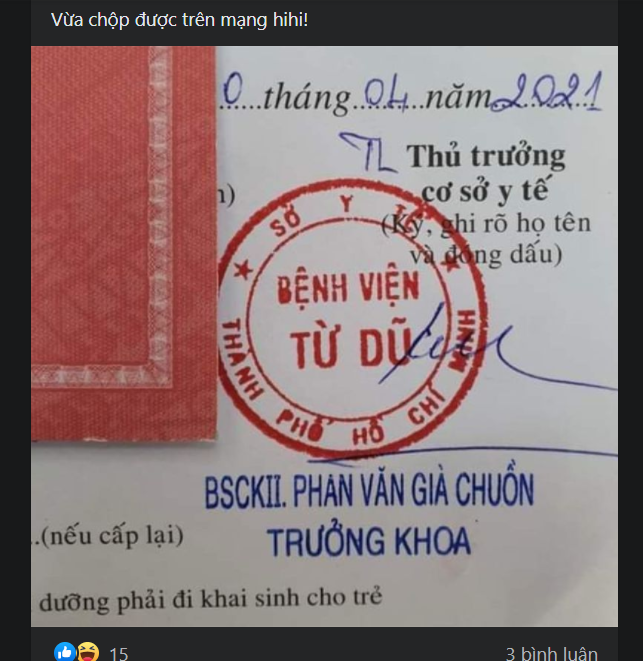 Vừa chộp được trên mạng hihi!
0....tháng....04...năm.2021
TL Thủ trưởng
cơ sở y tế
(Ký, ghi rõ họ tên
và đóng dấu)
SỞ Y TẾ
BỆNH VIỆN
TỪ DŨ
THÀNH PHỐ HỒ CHÍ MINH
BSCKII. PHAN VĂN GIÀ CHUỒN
TRƯỞNG KHOA
..(nếu cấp lại)
dưỡng phải đi khai sinh cho trẻ
15
3 bình luận